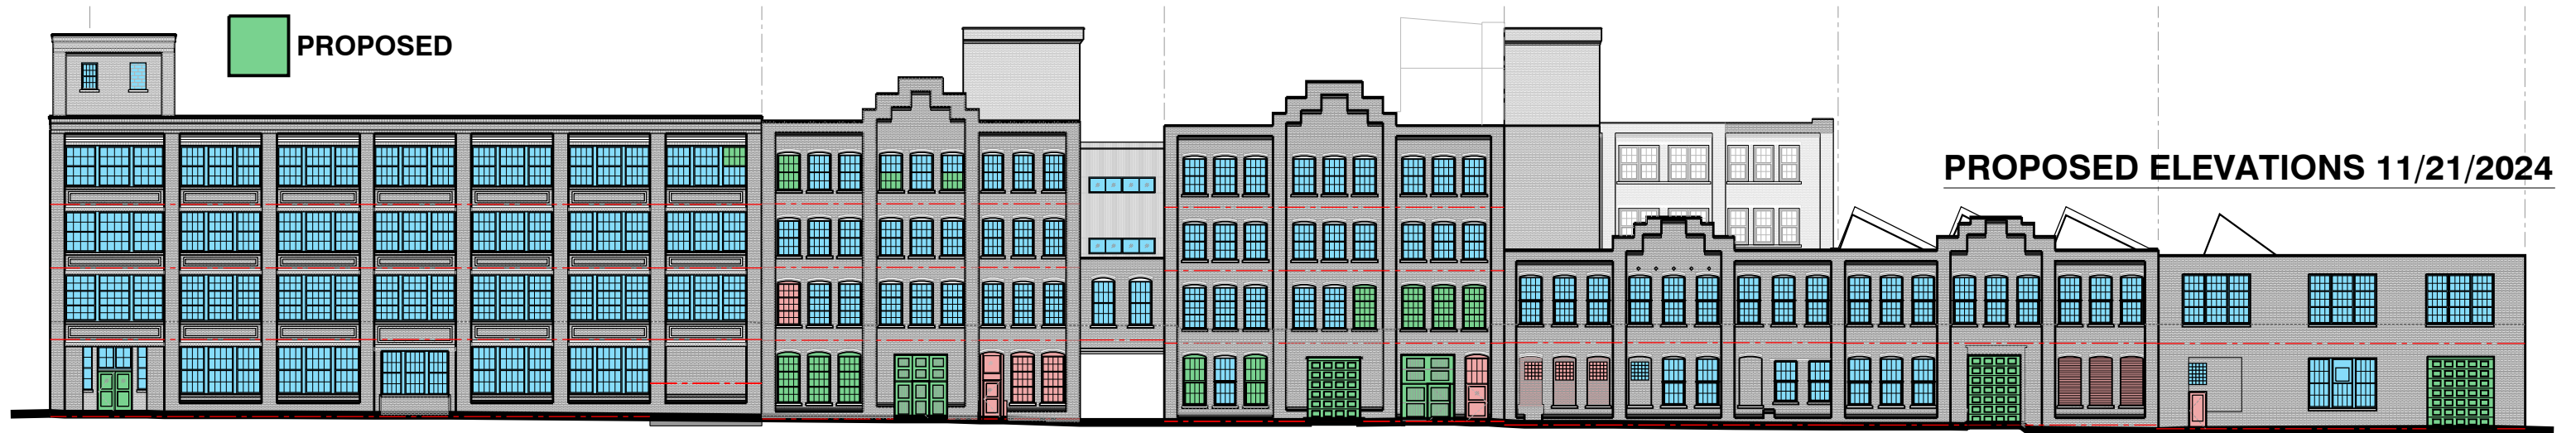 PROPOSED
PROPOSED ELEVATIONS 11/21/2024